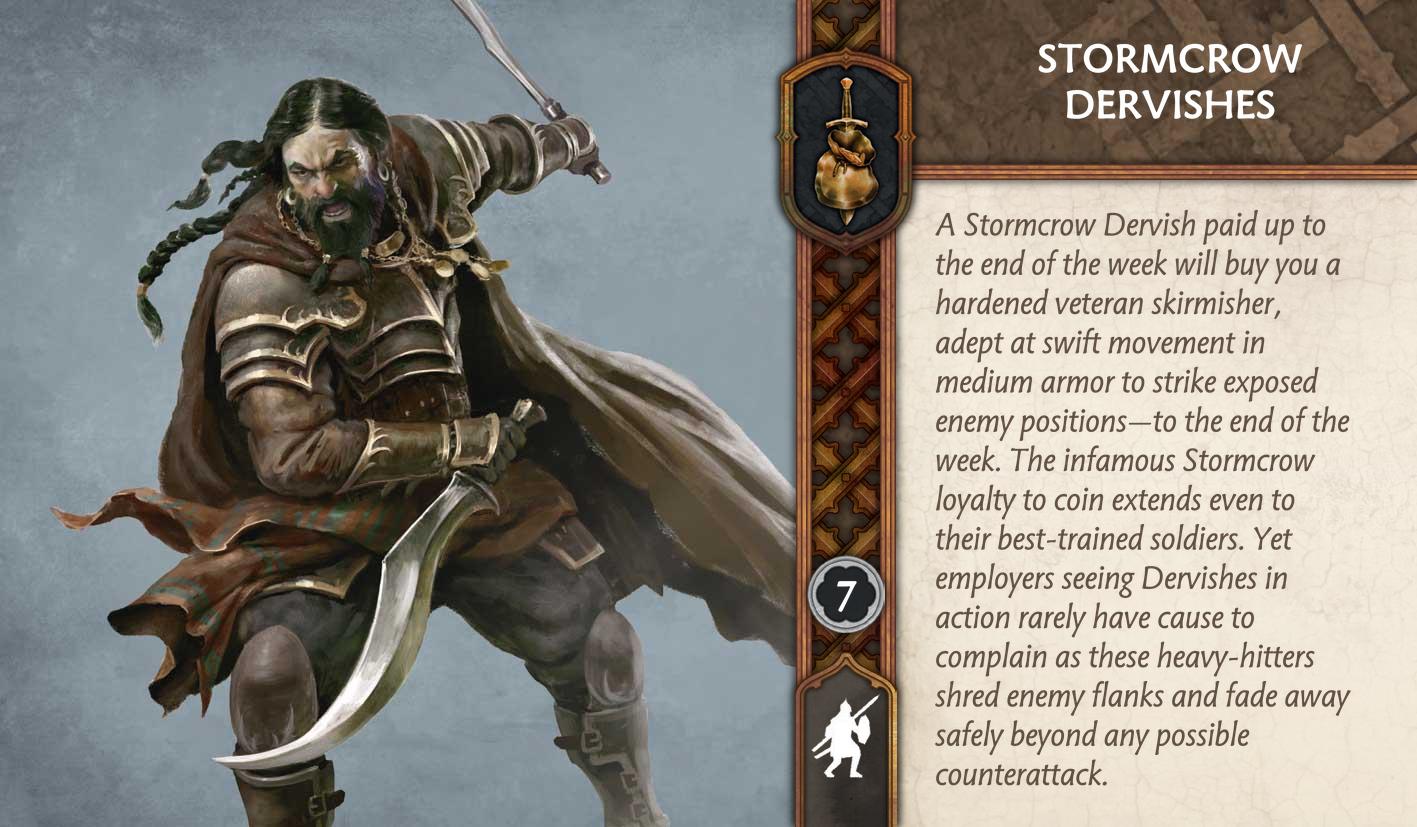 STORMCROW
DERVISHES
A Stormcrow Dervish paid up to
the end of the week will buy you a
hardened veteran skirmisher,
adept at swift movement in
medium armor to strike exposed
enemy positions—to the end of the
week. The infamous Stormcrow
loyalty to coin extends even to
their best-trained soldiers. Yet
employers seeing Dervishes in
action rarely have cause to
complain as these heavy-hitters
shred enemy flanks and fade away
safely beyond any possible
counterattack.
7